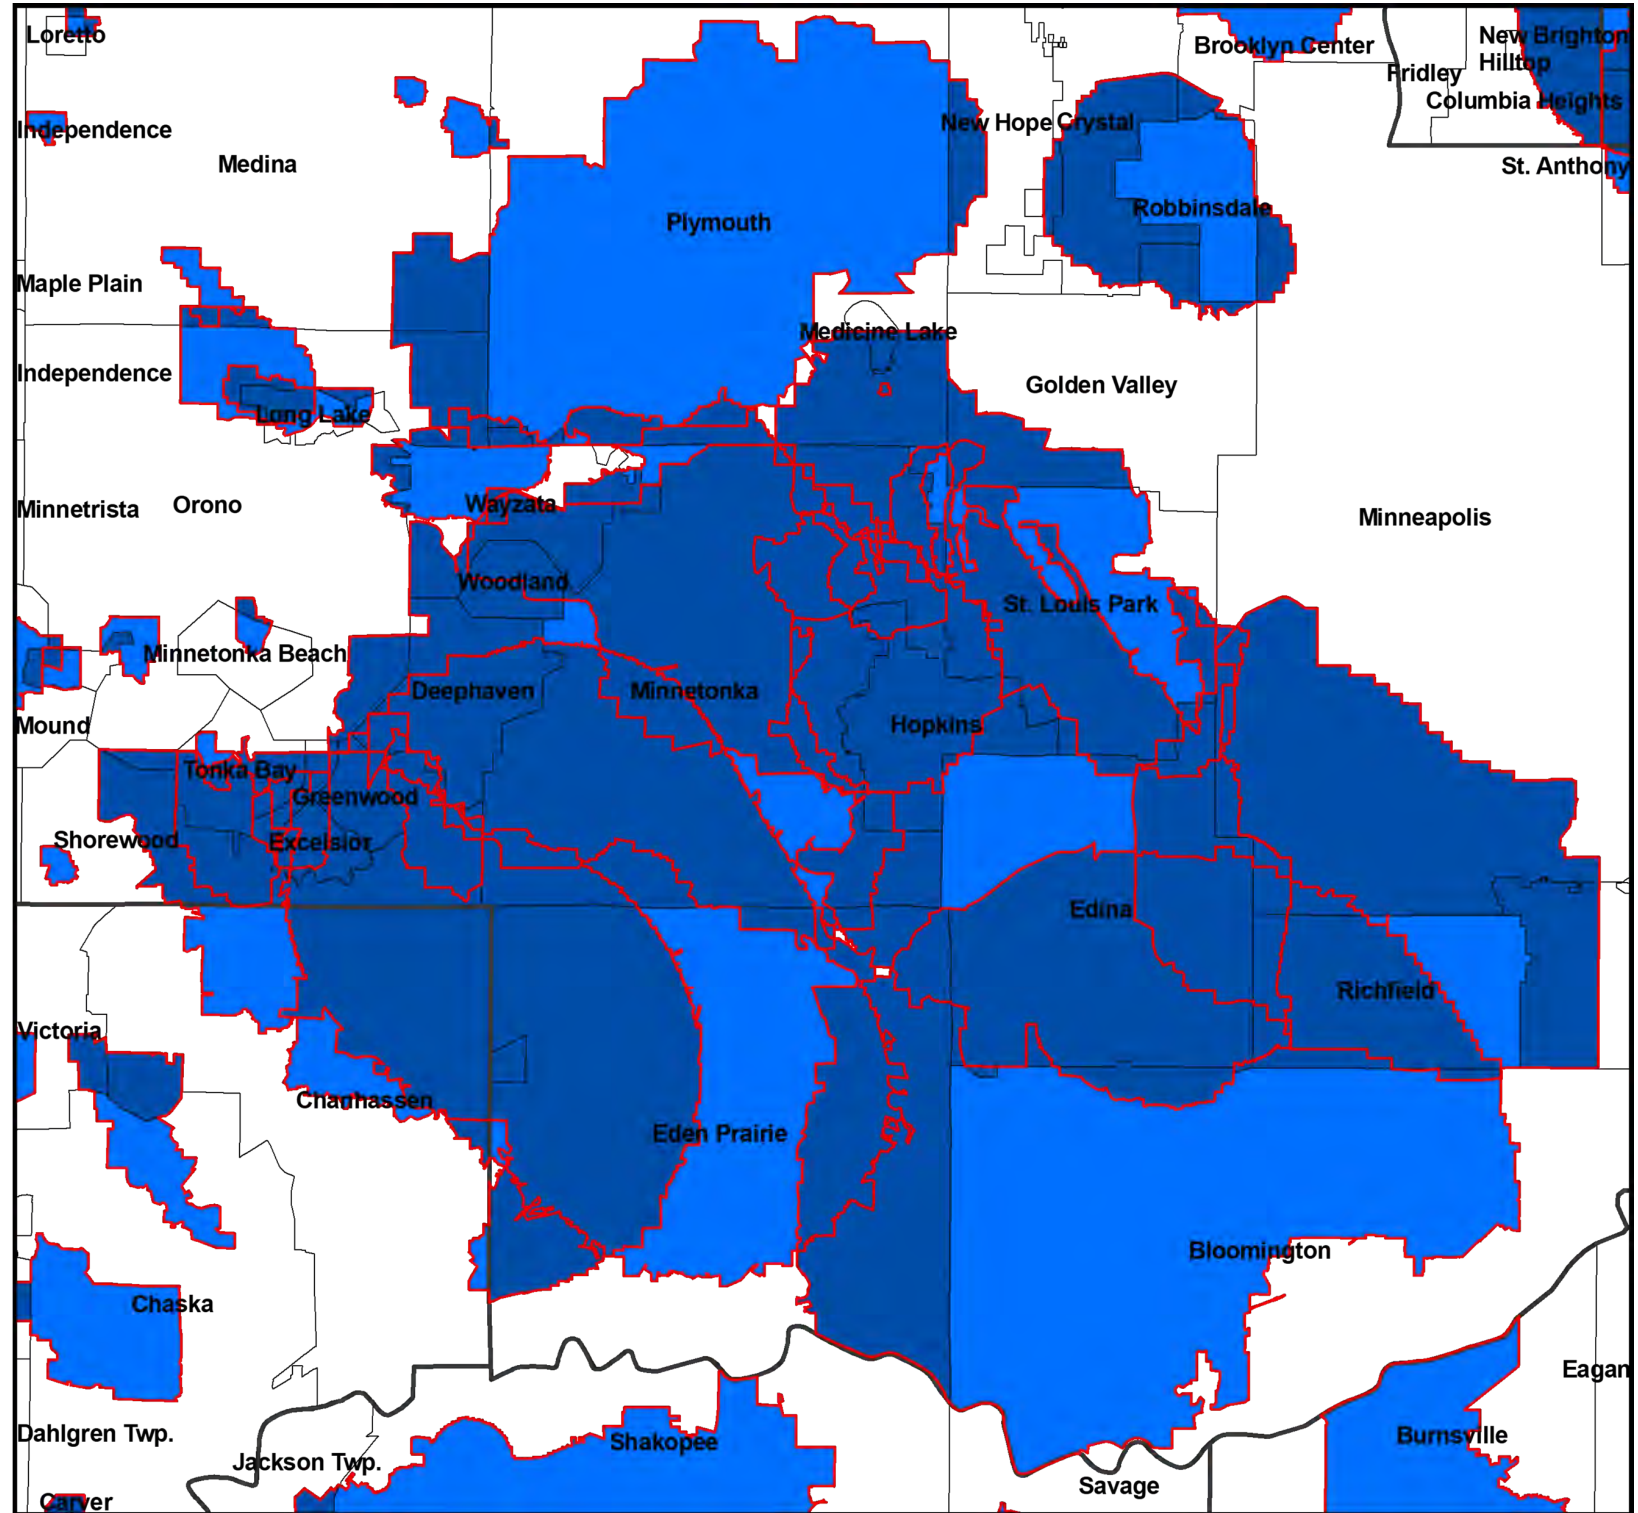 Loretto
Brooklyn Center
New Brighton
Hilltop
Fridley
Columbia Heights
Independence
New Hope
Crystal
Medina
St. Anthony
Robbinsdale
Plymouth
Maple Plain
Medicine Lake
Independence
Golden Valley
Long Lake
Minnetrista
Orono
Wayzata
Minneapolis
Woodland
St. Louis Park
Minnetonka Beach
Deephaven
Minnetonka
Mound
Hopkins
Tonka Bay
Greenwood
Shorewood
Excelsior
Edina
Richfield
Victoria
Chanhassen
Eden Prairie
Bloomington
Chaska
Eagan
Dahlgren Twp.
Shakopee
Burnsville
Jackson Twp.
Savage
Carver